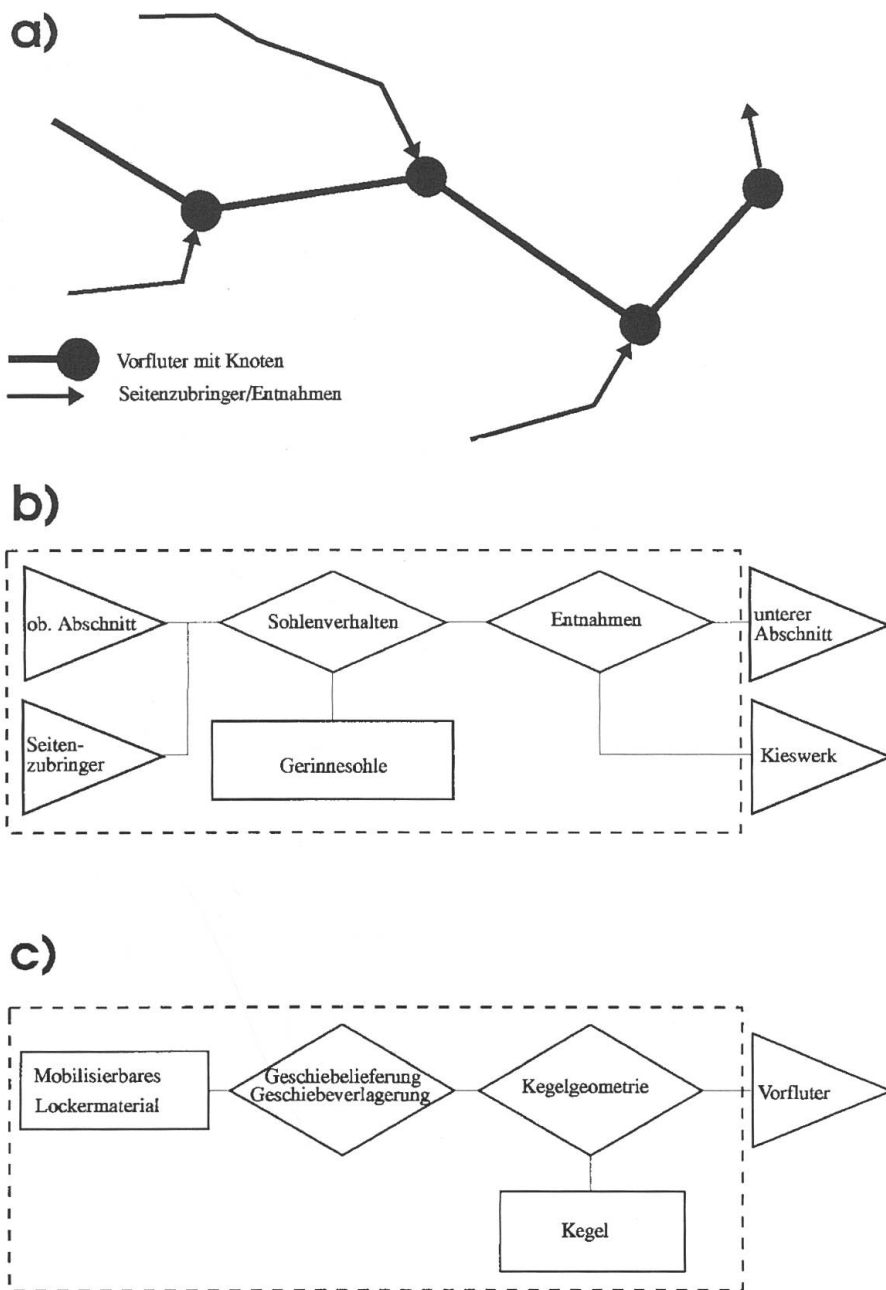 a)
Vorfluter mit Knoten
Seitenzubringer/Entnahmen
b)
ob. Abschnitt
Sohlenverhalten
Entnahmen
unterer
Abschnitt
Seiten-
zubringer
Gerinnesohle
Kieswerk
c)
Mobilisierbares
Lockermaterial
Geschiebelieferung
Geschiebeverlagerung
Kegelgeometrie
Vorfluter
Kegel